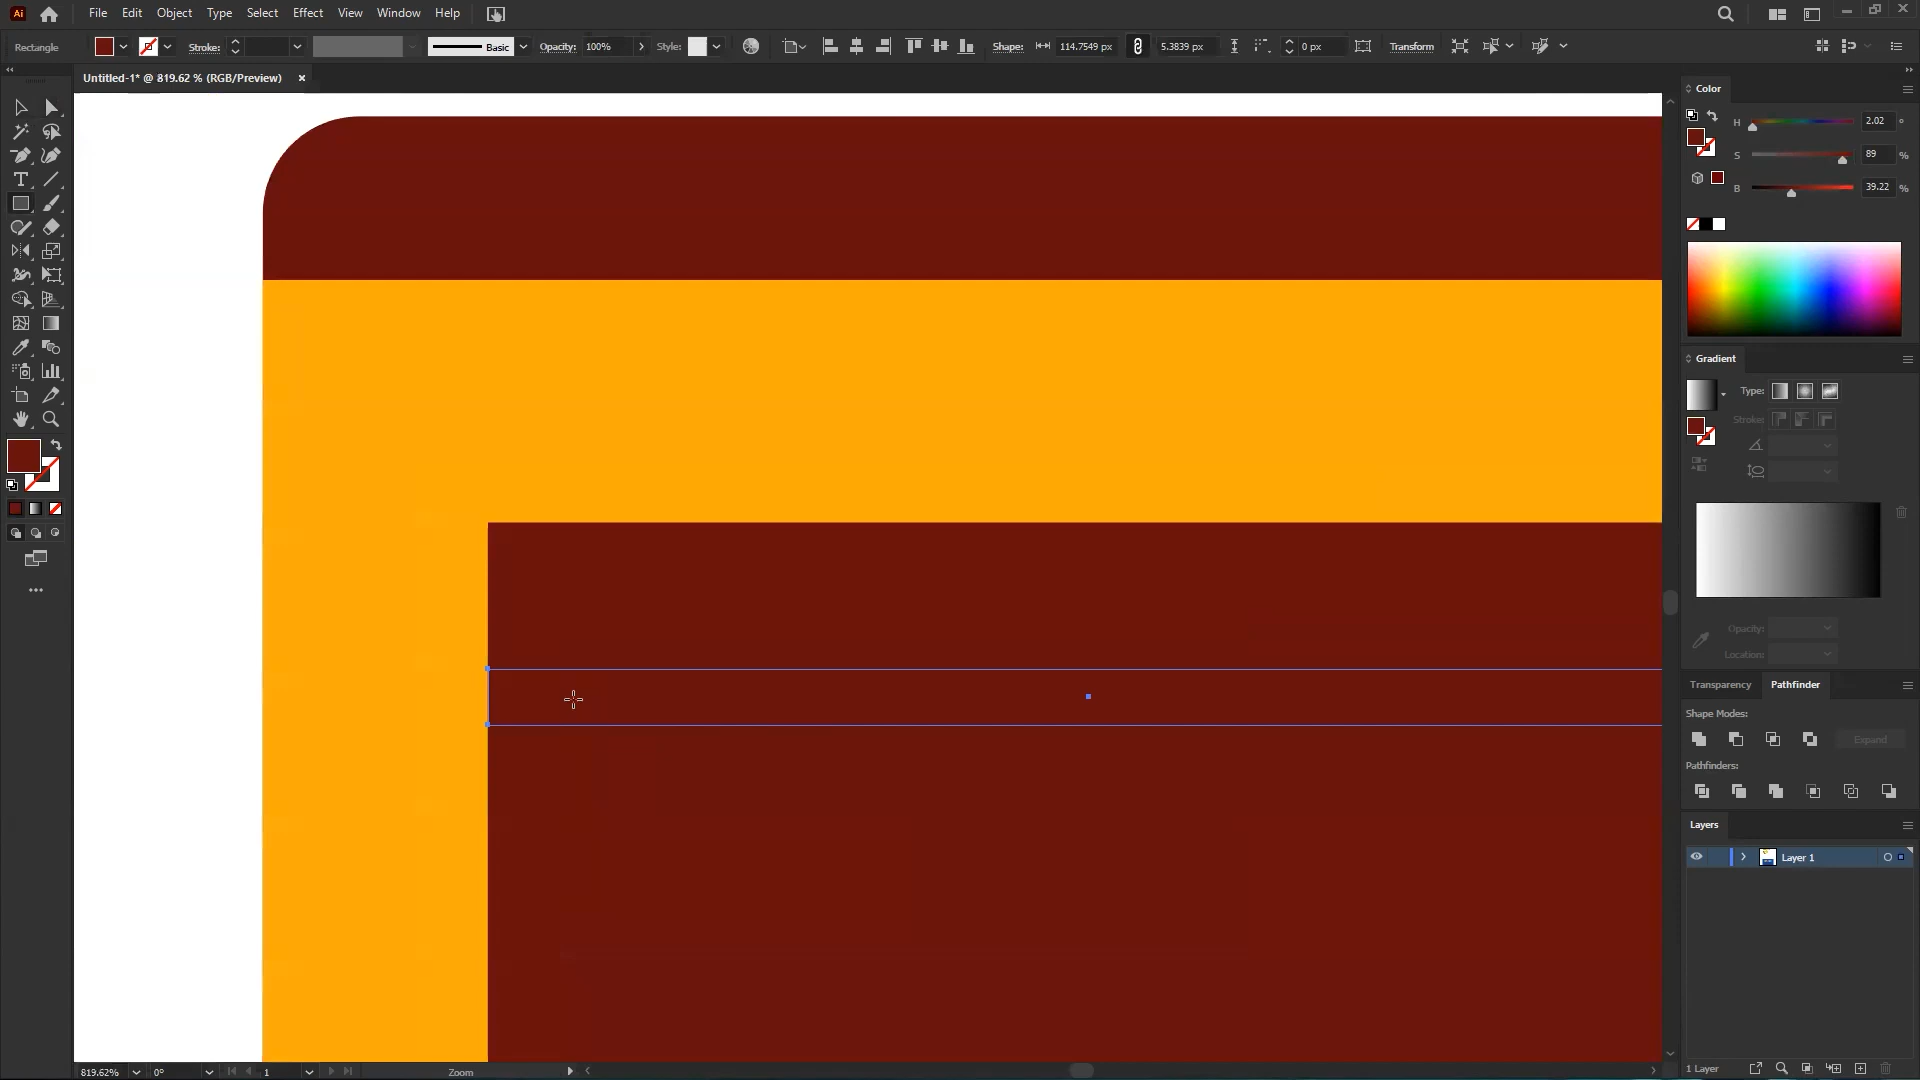 Ai File Edit Object Type Select Effect View Window Help
Rectangle Stroke: Basic Opacity: 100% Style: Shape: 114.7549 px 5.3839 px 0 px Transform
Untitled-1* @ 819.62 % (RGB/Preview) ×
Color
H 2.02 °
S 89 %
B 39.22 %
Gradient
Type:
Stroke:
Opacity:
Location:
Transparency Pathfinder
Shape Modes:
Expand
Pathfinders:
Layers
Layer 1
819.62% 0° 1 Zoom
1 Layer